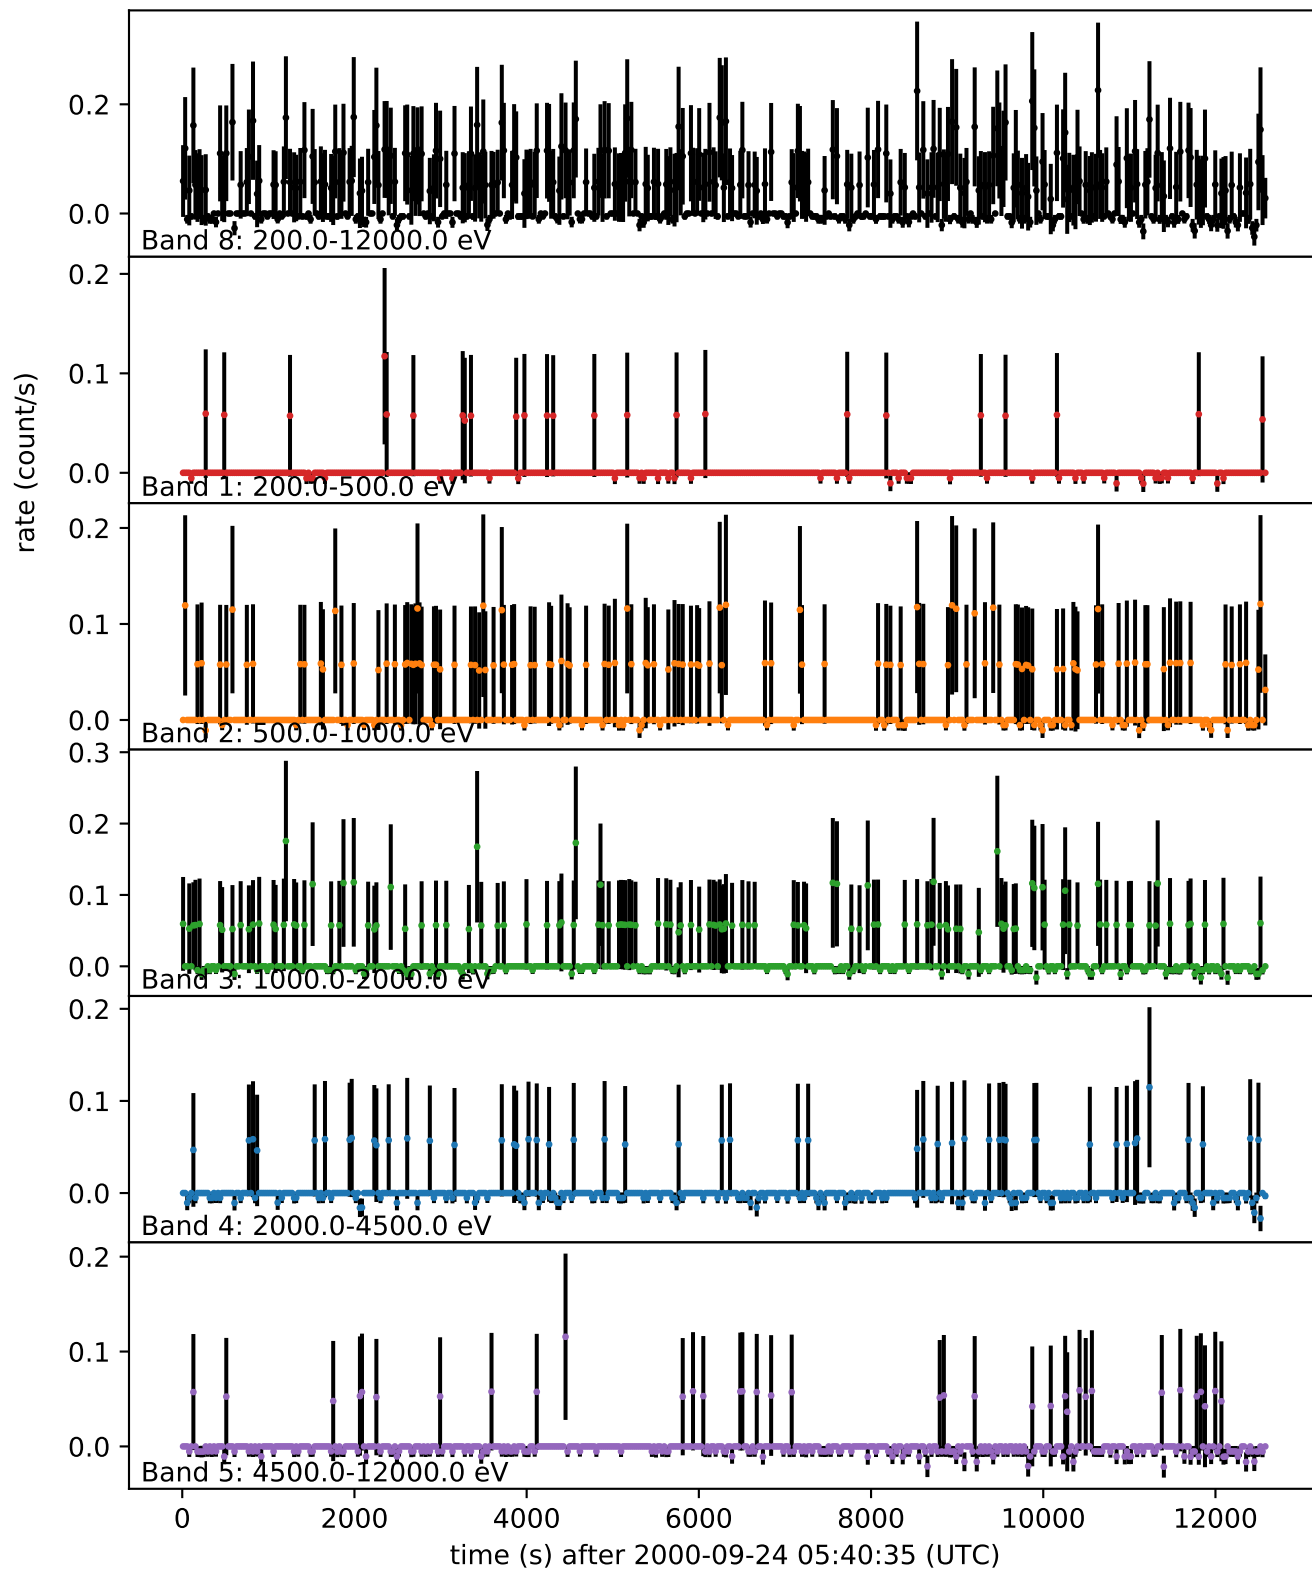 0.2
0.0
Band 8: 200.0-12000.0 eV
0.2
0.1
0.0
Band 1: 200.0-500.0 eV
rate (count/s)
0.2
0.1
0.0
Band 2: 500.0-1000.0 eV
0.3
0.2
0.1
0.0
Band 3: 1000.0-2000.0 eV
0.2
0.1
0.0
Band 4: 2000.0-4500.0 eV
0.2
0.1
0.0
Band 5: 4500.0-12000.0 eV
0 2000 4000 6000 8000 10000 12000
time (s) after 2000-09-24 05:40:35 (UTC)